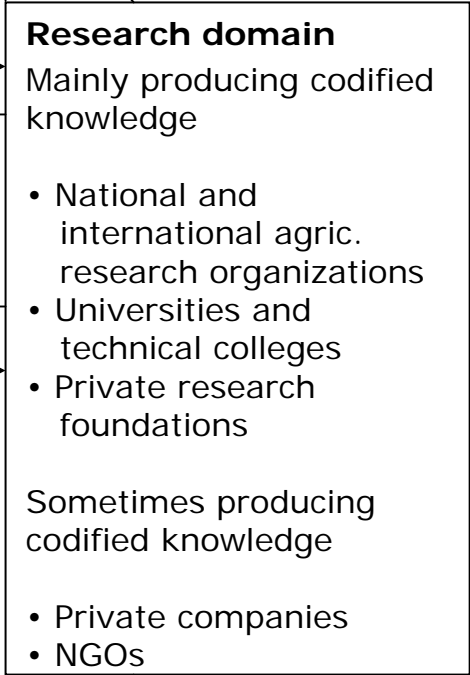 Research domain
Mainly producing codified
knowledge
• National and
international agric.
research organizations
• Universities and
technical colleges
• Private research
foundations
Sometimes producing
codified knowledge
• Private companies
• NGOs